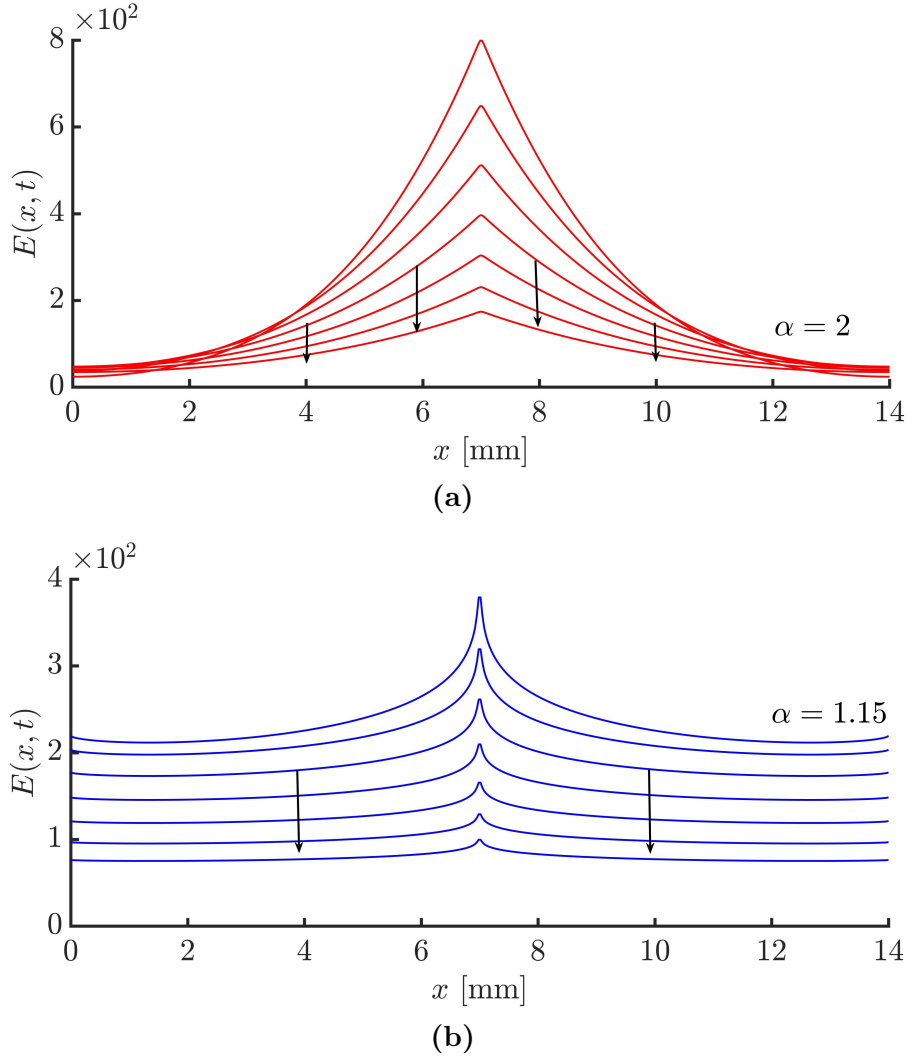 ×10²
8
6
4
2
0
E(x, t)
α = 2
0 2 4 6 8 10 12 14
x [mm]
(a)
×10²
4
3
2
1
0
E(x, t)
α = 1.15
0 2 4 6 8 10 12 14
x [mm]
(b)